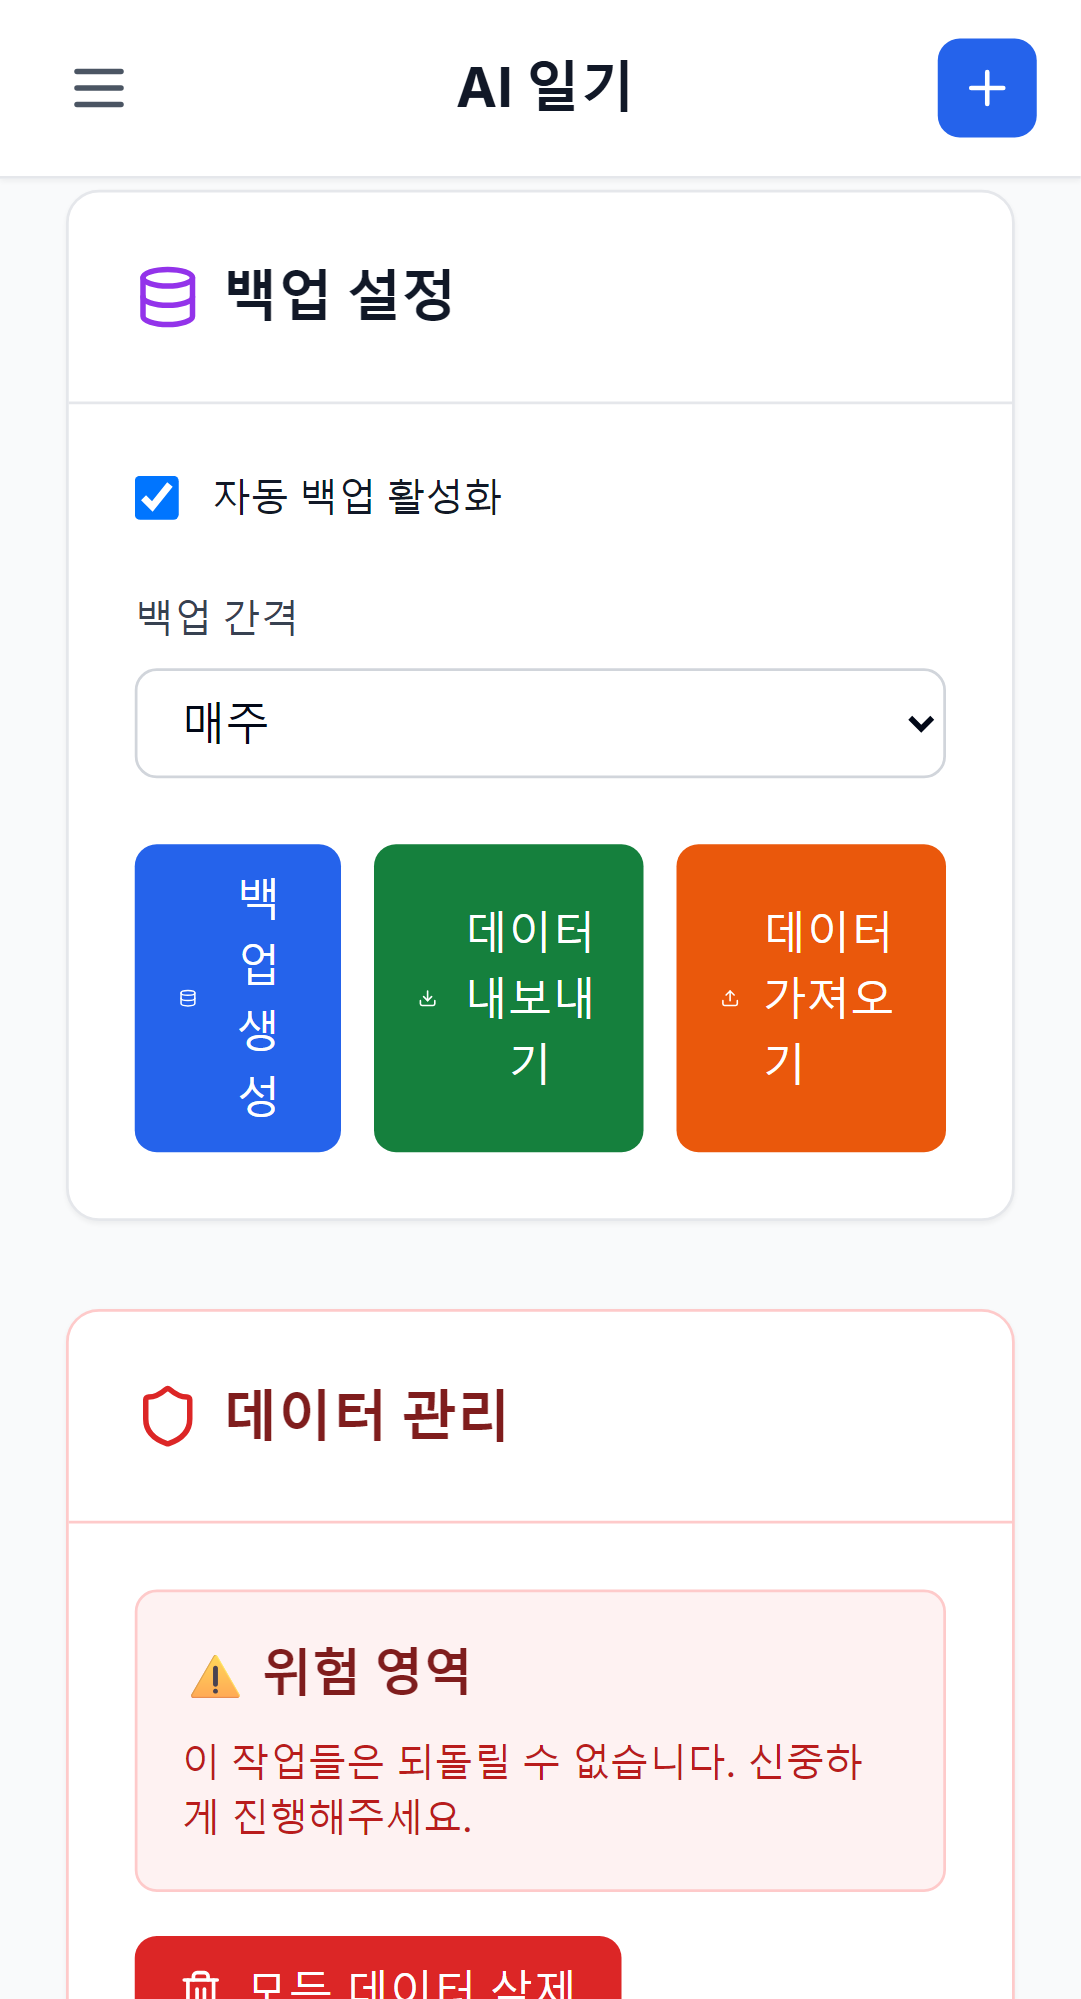 AI 일기
백업 설정
자동 백업 활성화
백업 간격
매주
백
업
생
성
데이터
내보내
기
데이터
가져오
기
데이터 관리
위험 영역
이 작업들은 되돌릴 수 없습니다. 신중하
게 진행해주세요.
모든 데이터 삭제